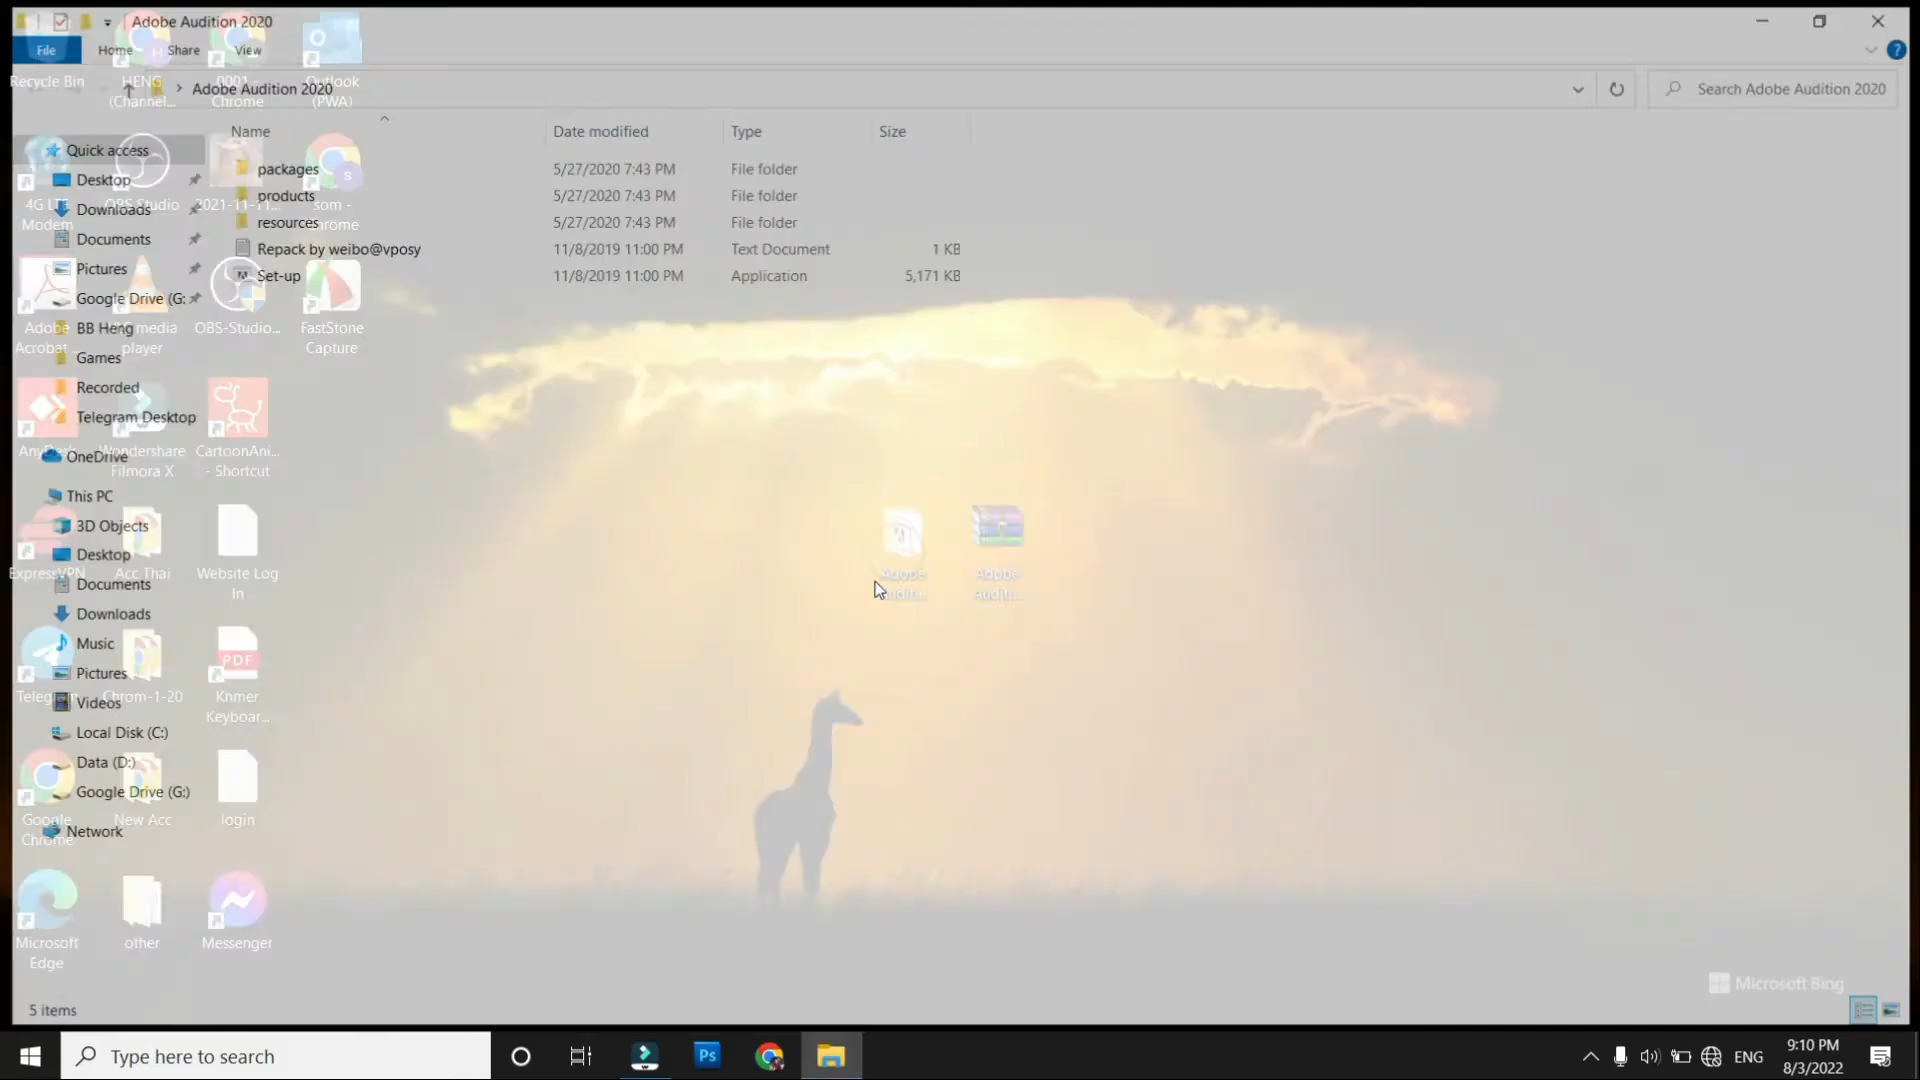 Adobe Audition 2020
File
Home
Share
View
Recycle Bin
HENG
(Channel...
0001 -
Chrome
Outlook
(PWA)
Adobe Audition 2020
Search Adobe Audition 2020
Name
Date modified
Type
Size
Quick access
packages
5/27/2020 7:43 PM
File folder
Desktop
products
5/27/2020 7:43 PM
File folder
4G LTE
Modem
OBS Studio
2021-11-11...
som -
Chrome
Downloads
resources
5/27/2020 7:43 PM
File folder
Documents
Repack by weibo@vposy
11/8/2019 11:00 PM
Text Document
1 KB
Pictures
Set-up
11/8/2019 11:00 PM
Application
5,171 KB
Google Drive (G:
BB Heng
Adobe
Acrobat
media
player
OBS-Studio...
FastStone
Capture
Games
Recorded
Telegram Desktop
AnyDesk
Wondershare
Filmora X
CartoonAni...
- Shortcut
OneDrive
This PC
3D Objects
Desktop
ExpressVPN
Acc Thai
Website Log
In
Adobe
Auditi...
Adobe
Auditi...
Documents
Downloads
Music
Pictures
Telegram
Chrom-1-20
PDF
Khmer
Keyboar...
Videos
Local Disk (C:)
Data (D:)
Google Drive (G:)
Google
Chrome
New Acc
login
Network
Microsoft
Edge
other
Messenger
Microsoft Bing
5 items
Type here to search
Ps
ENG
9:10 PM
8/3/2022